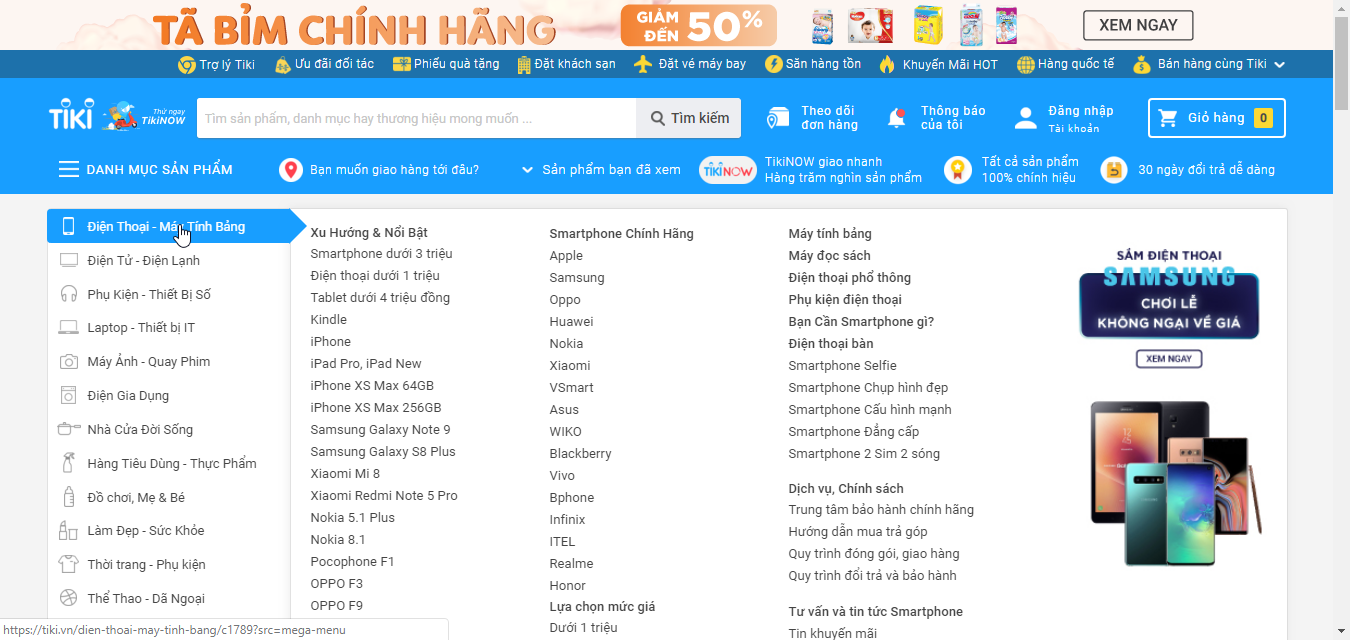 TÃ BỈM CHÍNH HÃNG
GIẢM ĐẾN 50%
XEM NGAY
Trợ lý Tiki
Ưu đãi đối tác
Phiếu quà tặng
Đặt khách sạn
Đặt vé máy bay
Săn hàng tồn
Khuyến Mãi HOT
Hàng quốc tế
Bán hàng cùng Tiki
TIKI
Thử ngay
TikiNOW
Tìm sản phẩm, danh mục hay thương hiệu mong muốn ...
Tìm kiếm
Theo dõi
đơn hàng
Thông báo
của tôi
Đăng nhập
Tài khoản
Giỏ hàng 0
DANH MỤC SẢN PHẨM
Bạn muốn giao hàng tới đâu?
Sản phẩm bạn đã xem
TIKINOW
TikiNOW giao nhanh
Hàng trăm nghìn sản phẩm
Tất cả sản phẩm
100% chính hiệu
30 ngày đổi trả dễ dàng
Điện Thoại - Máy Tính Bảng
Điện Tử - Điện Lạnh
Phụ Kiện - Thiết Bị Số
Laptop - Thiết bị IT
Máy Ảnh - Quay Phim
Điện Gia Dụng
Nhà Cửa Đời Sống
Hàng Tiêu Dùng - Thực Phẩm
Đồ chơi, Mẹ & Bé
Làm Đẹp - Sức Khỏe
Thời trang - Phụ kiện
Thể Thao - Dã Ngoại
Xu Hướng & Nổi Bật
Smartphone dưới 3 triệu
Điện thoại dưới 1 triệu
Tablet dưới 4 triệu đồng
Kindle
iPhone
iPad Pro, iPad New
iPhone XS Max 64GB
iPhone XS Max 256GB
Samsung Galaxy Note 9
Samsung Galaxy S8 Plus
Xiaomi Mi 8
Xiaomi Redmi Note 5 Pro
Nokia 5.1 Plus
Nokia 8.1
Pocophone F1
OPPO F3
OPPO F9
Smartphone Chính Hãng
Apple
Samsung
Oppo
Huawei
Nokia
Xiaomi
VSmart
Asus
WIKO
Blackberry
Vivo
Bphone
Infinix
ITEL
Realme
Honor
Lựa chọn mức giá
Dưới 1 triệu
Máy tính bảng
Máy đọc sách
Điện thoại phổ thông
Phụ kiện điện thoại
Bạn Cần Smartphone gì?
Điện thoại bàn
Smartphone Selfie
Smartphone Chụp hình đẹp
Smartphone Cấu hình mạnh
Smartphone Đẳng cấp
Smartphone 2 Sim 2 sóng
Dịch vụ, Chính sách
Trung tâm bảo hành chính hãng
Hướng dẫn mua trả góp
Quy trình đóng gói, giao hàng
Quy trình đổi trả và bảo hành
Tư vấn và tin tức Smartphone
Tin khuyến mãi
SẮM ĐIỆN THOẠI
SAMSUNG
CHƠI LỄ
KHÔNG NGẠI VỀ GIÁ
XEM NGAY
https://tiki.vn/dien-thoai-may-tinh-bang/c1789?src=mega-menu